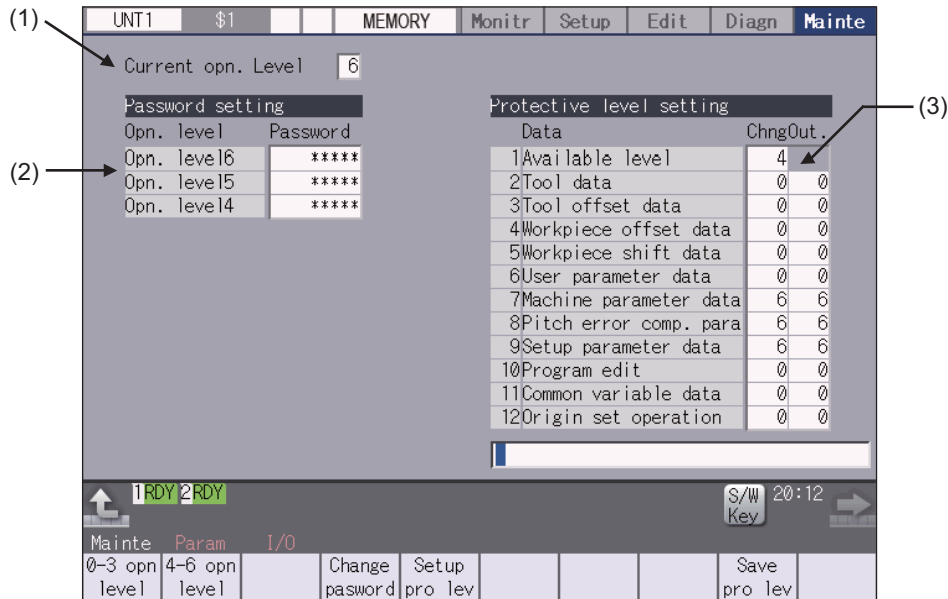 (1)
UNT1 $1 MEMORY Monitr Setup Edit Diagn Mainte
Current opn. Level 6
Password setting
Opn. level Password
Opn. level6 *****
Opn. level5 *****
Opn. level4 *****
(2)
Protective level setting
(3)
Data Chng Out.
1 Available level 4
2 Tool data 0 0
3 Tool offset data 0 0
4 Workpiece offset data 0 0
5 Workpiece shift data 0 0
6 User parameter data 0 0
7 Machine parameter data 6 6
8 Pitch error comp. para 6 6
9 Setup parameter data 6 6
10 Program edit 0 0
11 Common variable data 0 0
12 Origin set operation 0 0
1 RDY 2 RDY
S/W Key 20:12
Mainte Param I/O
0-3 opn level
4-6 opn level
Change pasword
Setup pro lev
Save pro lev